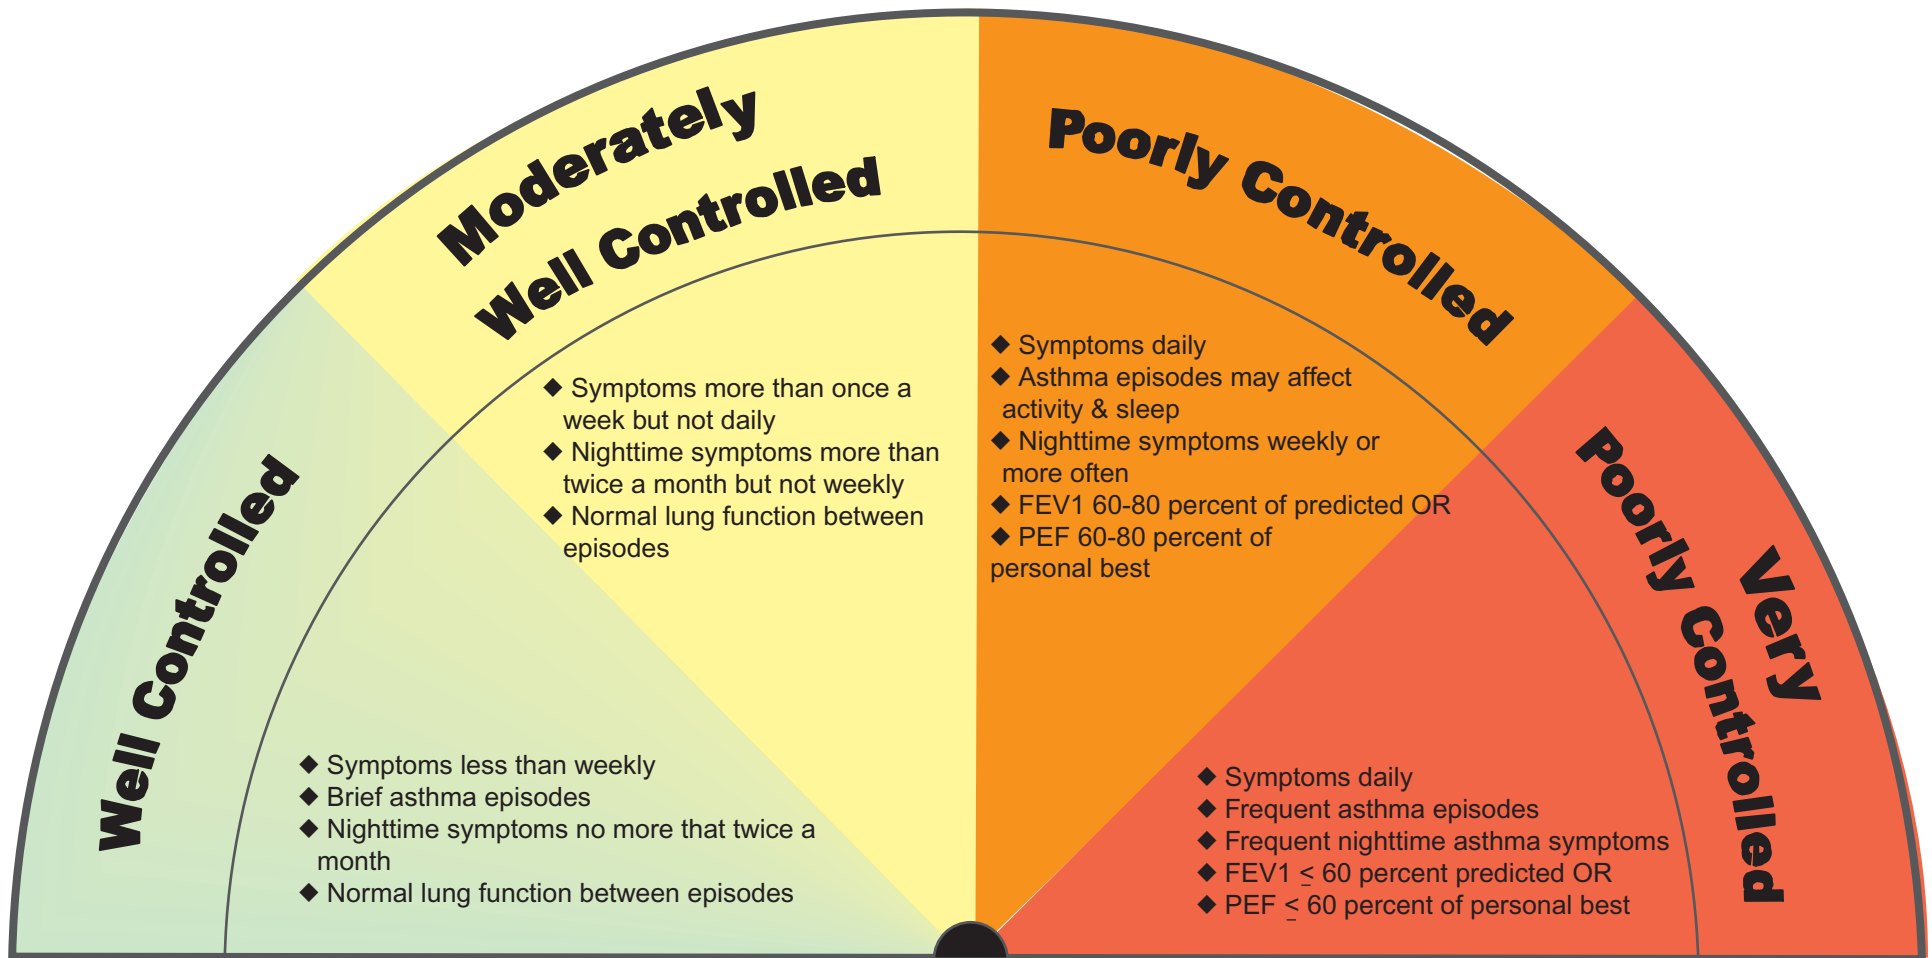 Well Controlled
◆ Symptoms less than weekly
◆ Brief asthma episodes
◆ Nighttime symptoms no more that twice a
month
◆ Normal lung function between episodes
Moderately
Well Controlled
◆ Symptoms more than once a
week but not daily
◆ Nighttime symptoms more than
twice a month but not weekly
◆ Normal lung function between
episodes
Poorly Controlled
◆ Symptoms daily
◆ Asthma episodes may affect
activity & sleep
◆ Nighttime symptoms weekly or
more often
◆ FEV1 60-80 percent of predicted OR
◆ PEF 60-80 percent of
personal best
Very
Poorly Controlled
◆ Symptoms daily
◆ Frequent asthma episodes
◆ Frequent nighttime asthma symptoms
◆ FEV1 ≤ 60 percent predicted OR
◆ PEF ≤ 60 percent of personal best